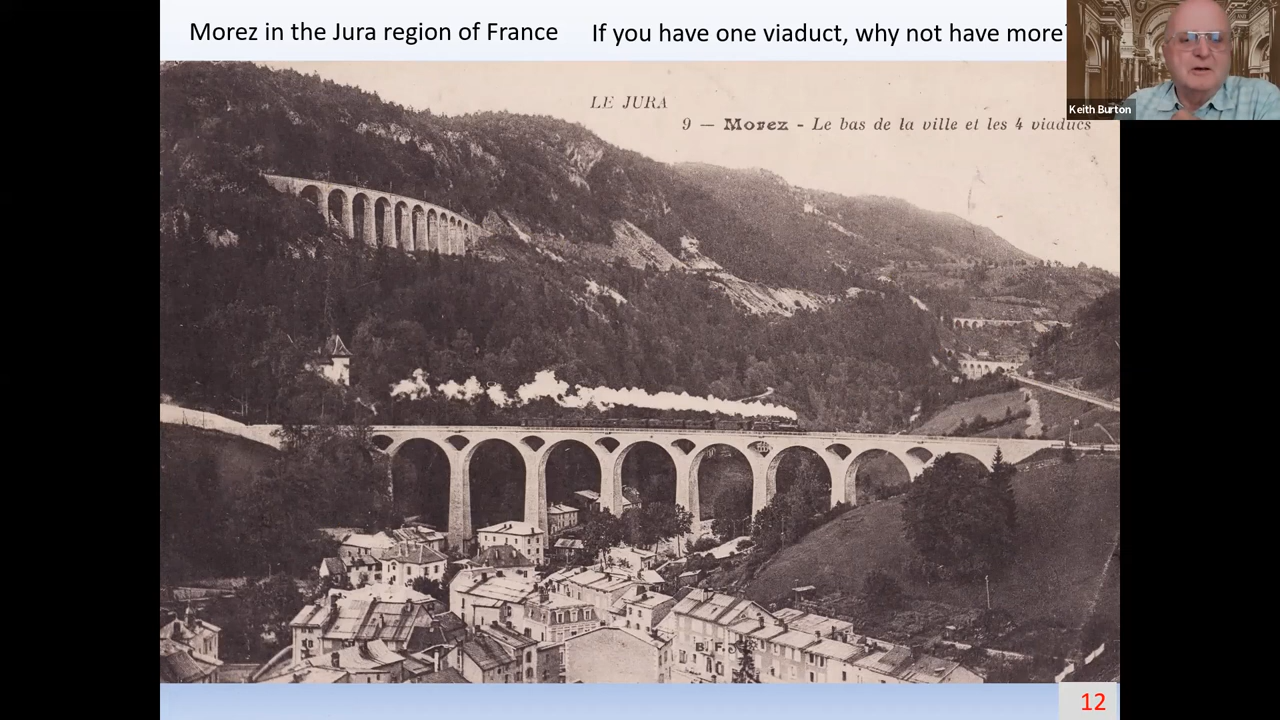 Morez in the Jura region of France
If you have one viaduct, why not have more?
Keith Burton
LE JURA
9 — Morez - Le bas de la ville et les 4 viaducs
B. F.
12